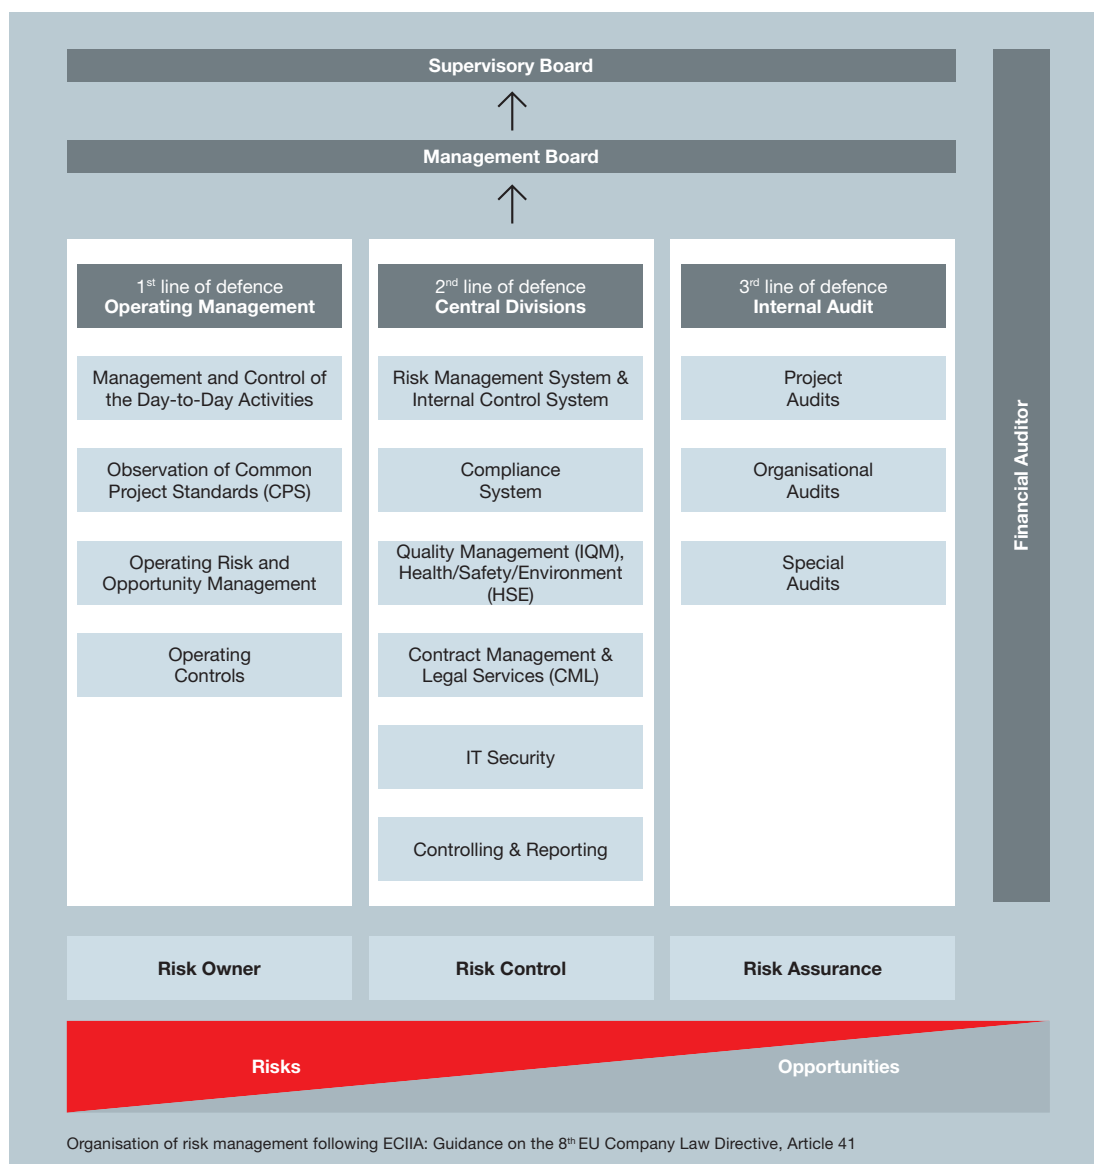 Supervisory Board
Management Board
1st line of defence
Operating Management
Management and Control of
the Day-to-Day Activities
Observation of Common
Project Standards (CPS)
Operating Risk and
Opportunity Management
Operating
Controls
2nd line of defence
Central Divisions
Risk Management System &
Internal Control System
Compliance
System
Quality Management (IQM),
Health/Safety/Environment
(HSE)
Contract Management &
Legal Services (CML)
IT Security
Controlling & Reporting
3rd line of defence
Internal Audit
Project
Audits
Organisational
Audits
Special
Audits
Financial Auditor
Risk Owner
Risk Control
Risk Assurance
Risks
Opportunities
Organisation of risk management following ECIIA: Guidance on the 8th EU Company Law Directive, Article 41